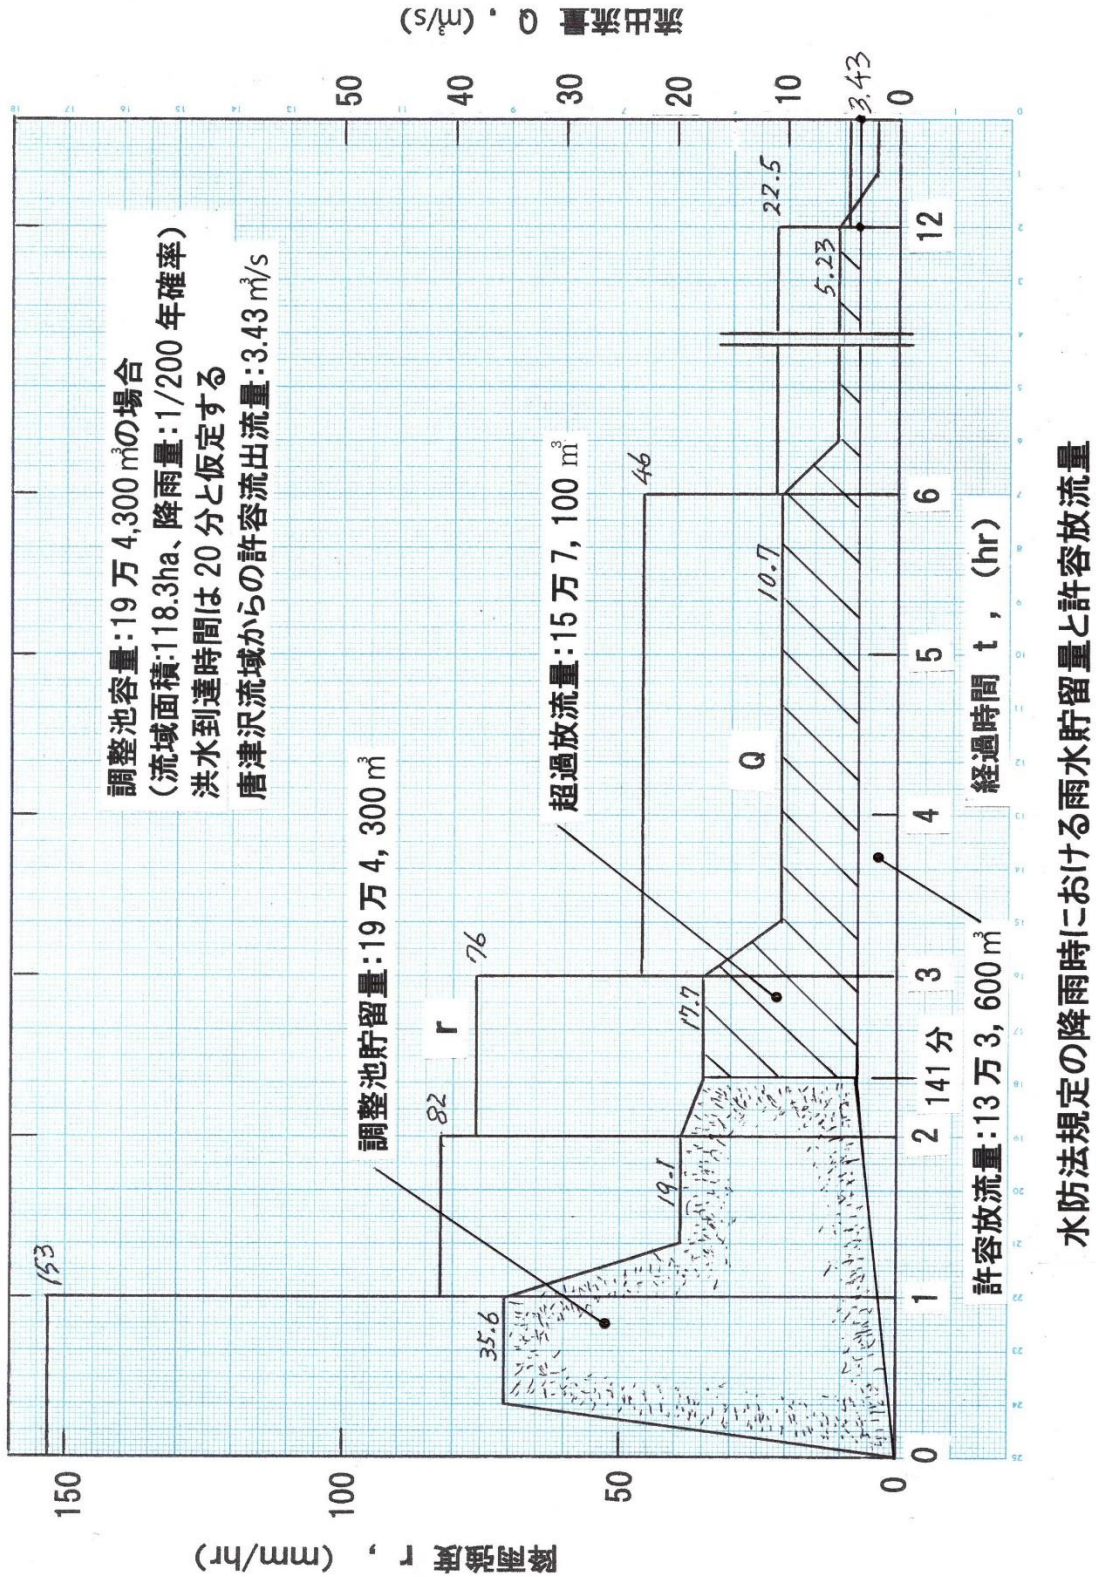 調整池容量:19万4,300㎥の場合
(流域面積:118.3ha、降雨量:1/200年確率)
洪水到達時間は20分と仮定する
唐津沢流域からの許容流出流量:3.43㎥/s
調整池貯留量:19万4,300㎥
超過放流量:15万7,100㎥
許容放流量:13万3,600㎥
降雨強度 r , (mm/hr)
150
100
50
0
流出流量 Q , (㎥/s)
50
40
30
20
10
0
3.43
153
82
76
46
22.5
r
Q
35.6
19.1
17.7
10.7
5.23
0
1
2
141分
3
4
5
6
12
経過時間 t , (hr)
水防法規定の降雨時における雨水貯留量と許容放流量